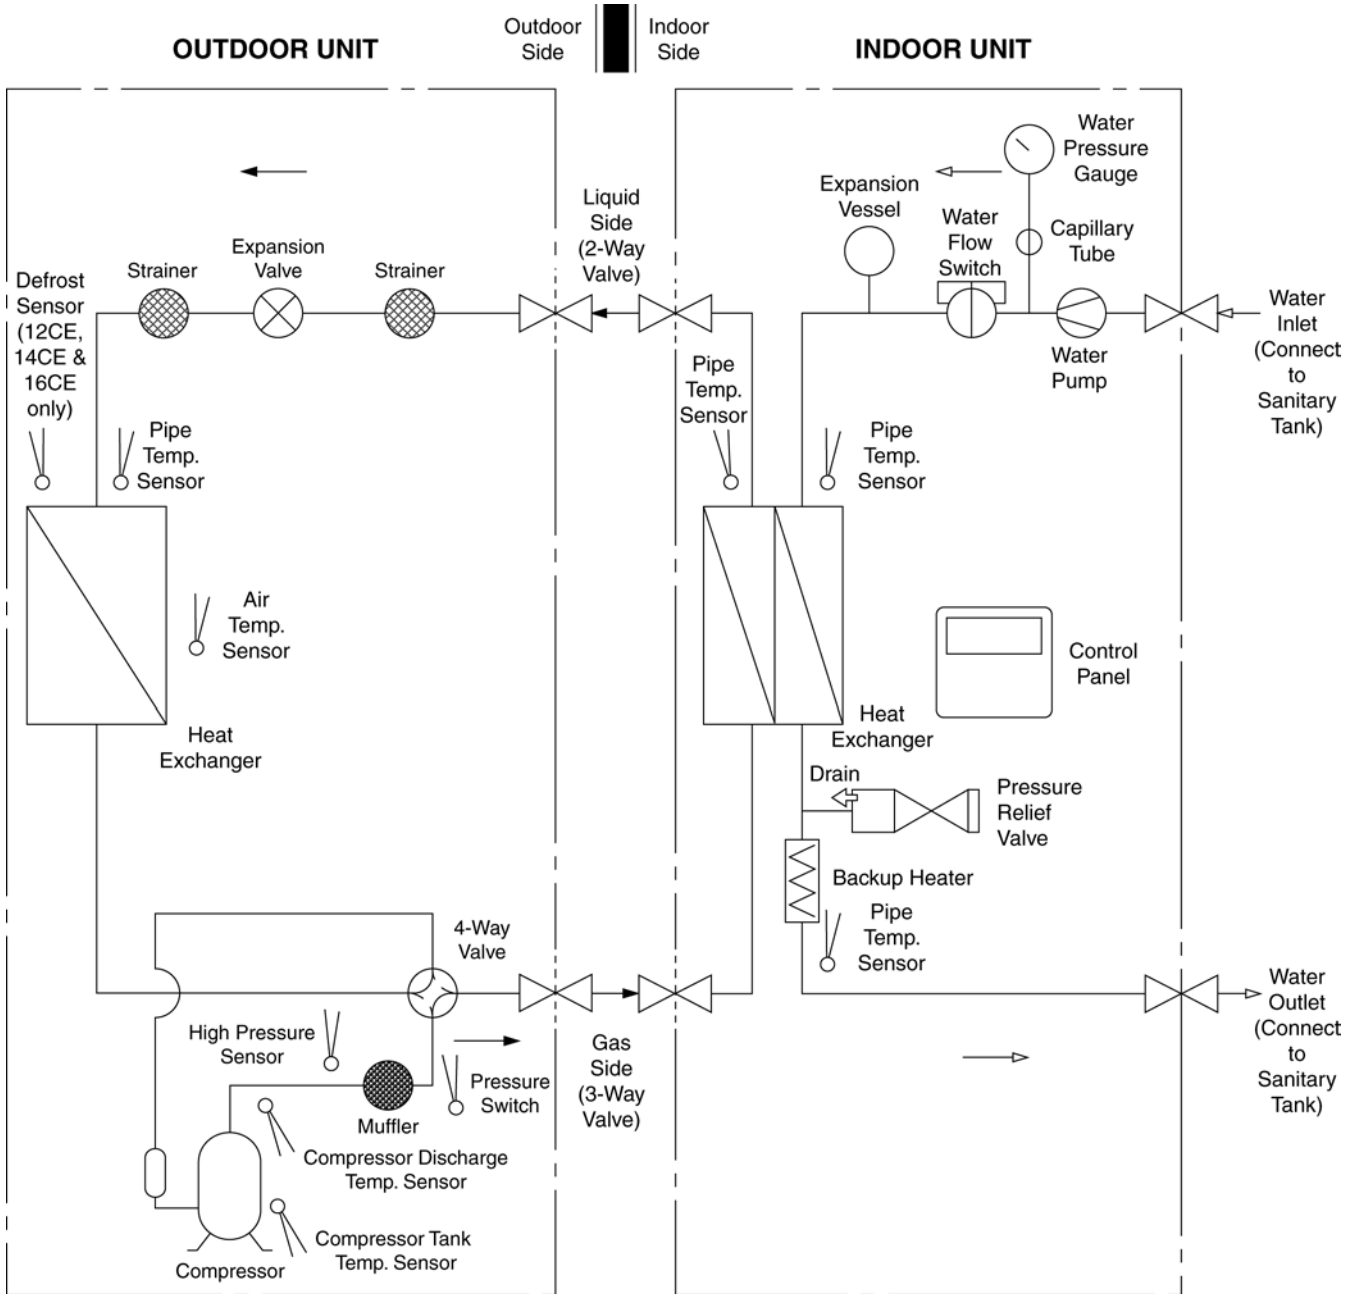 OUTDOOR UNIT
Outdoor
Side
Indoor
Side
INDOOR UNIT
Water
Pressure
Gauge
Expansion
Vessel
Water
Flow
Switch
Capillary
Tube
Liquid
Side
(2-Way
Valve)
Expansion
Valve
Strainer
Strainer
Defrost
Sensor
(12CE,
14CE &
16CE
only)
Water
Inlet
(Connect
to
Sanitary
Tank)
Water
Pump
Pipe
Temp.
Sensor
Pipe
Temp.
Sensor
Pipe
Temp.
Sensor
Air
Temp.
Sensor
Control
Panel
Heat
Exchanger
Heat
Exchanger
Drain
Pressure
Relief
Valve
Backup Heater
Pipe
Temp.
Sensor
4-Way
Valve
Water
Outlet
(Connect
to
Sanitary
Tank)
High Pressure
Sensor
Gas
Side
(3-Way
Valve)
Pressure
Switch
Muffler
Compressor Discharge
Temp. Sensor
Compressor Tank
Temp. Sensor
Compressor